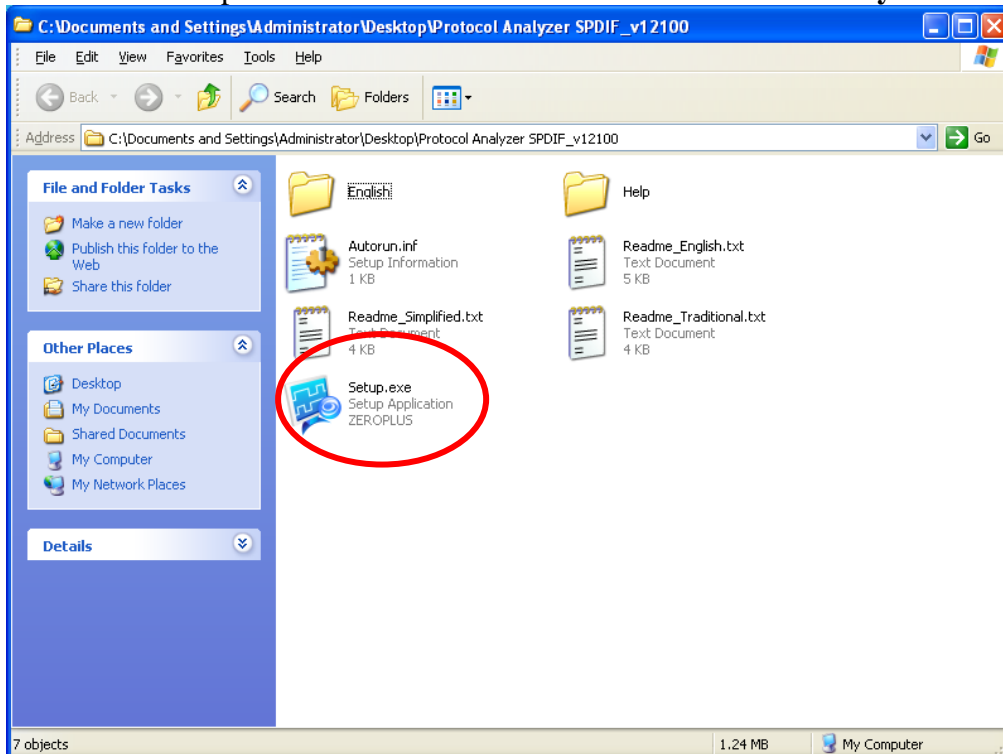 C:\Documents and Settings\Administrator\Desktop\Protocol Analyzer SPDIF_v12100
File Edit View Favorites Tools Help
Back Search Folders
Address C:\Documents and Settings\Administrator\Desktop\Protocol Analyzer SPDIF_v12100 Go
File and Folder Tasks
Make a new folder
Publish this folder to the
Web
Share this folder
Other Places
Desktop
My Documents
Shared Documents
My Computer
My Network Places
Details
English
Help
Autorun.inf
Setup Information
1 KB
Readme_English.txt
Text Document
5 KB
Readme_Simplified.txt
Text Document
4 KB
Readme_Traditional.txt
Text Document
4 KB
Setup.exe
Setup Application
ZEROPLUS
7 objects 1.24 MB My Computer